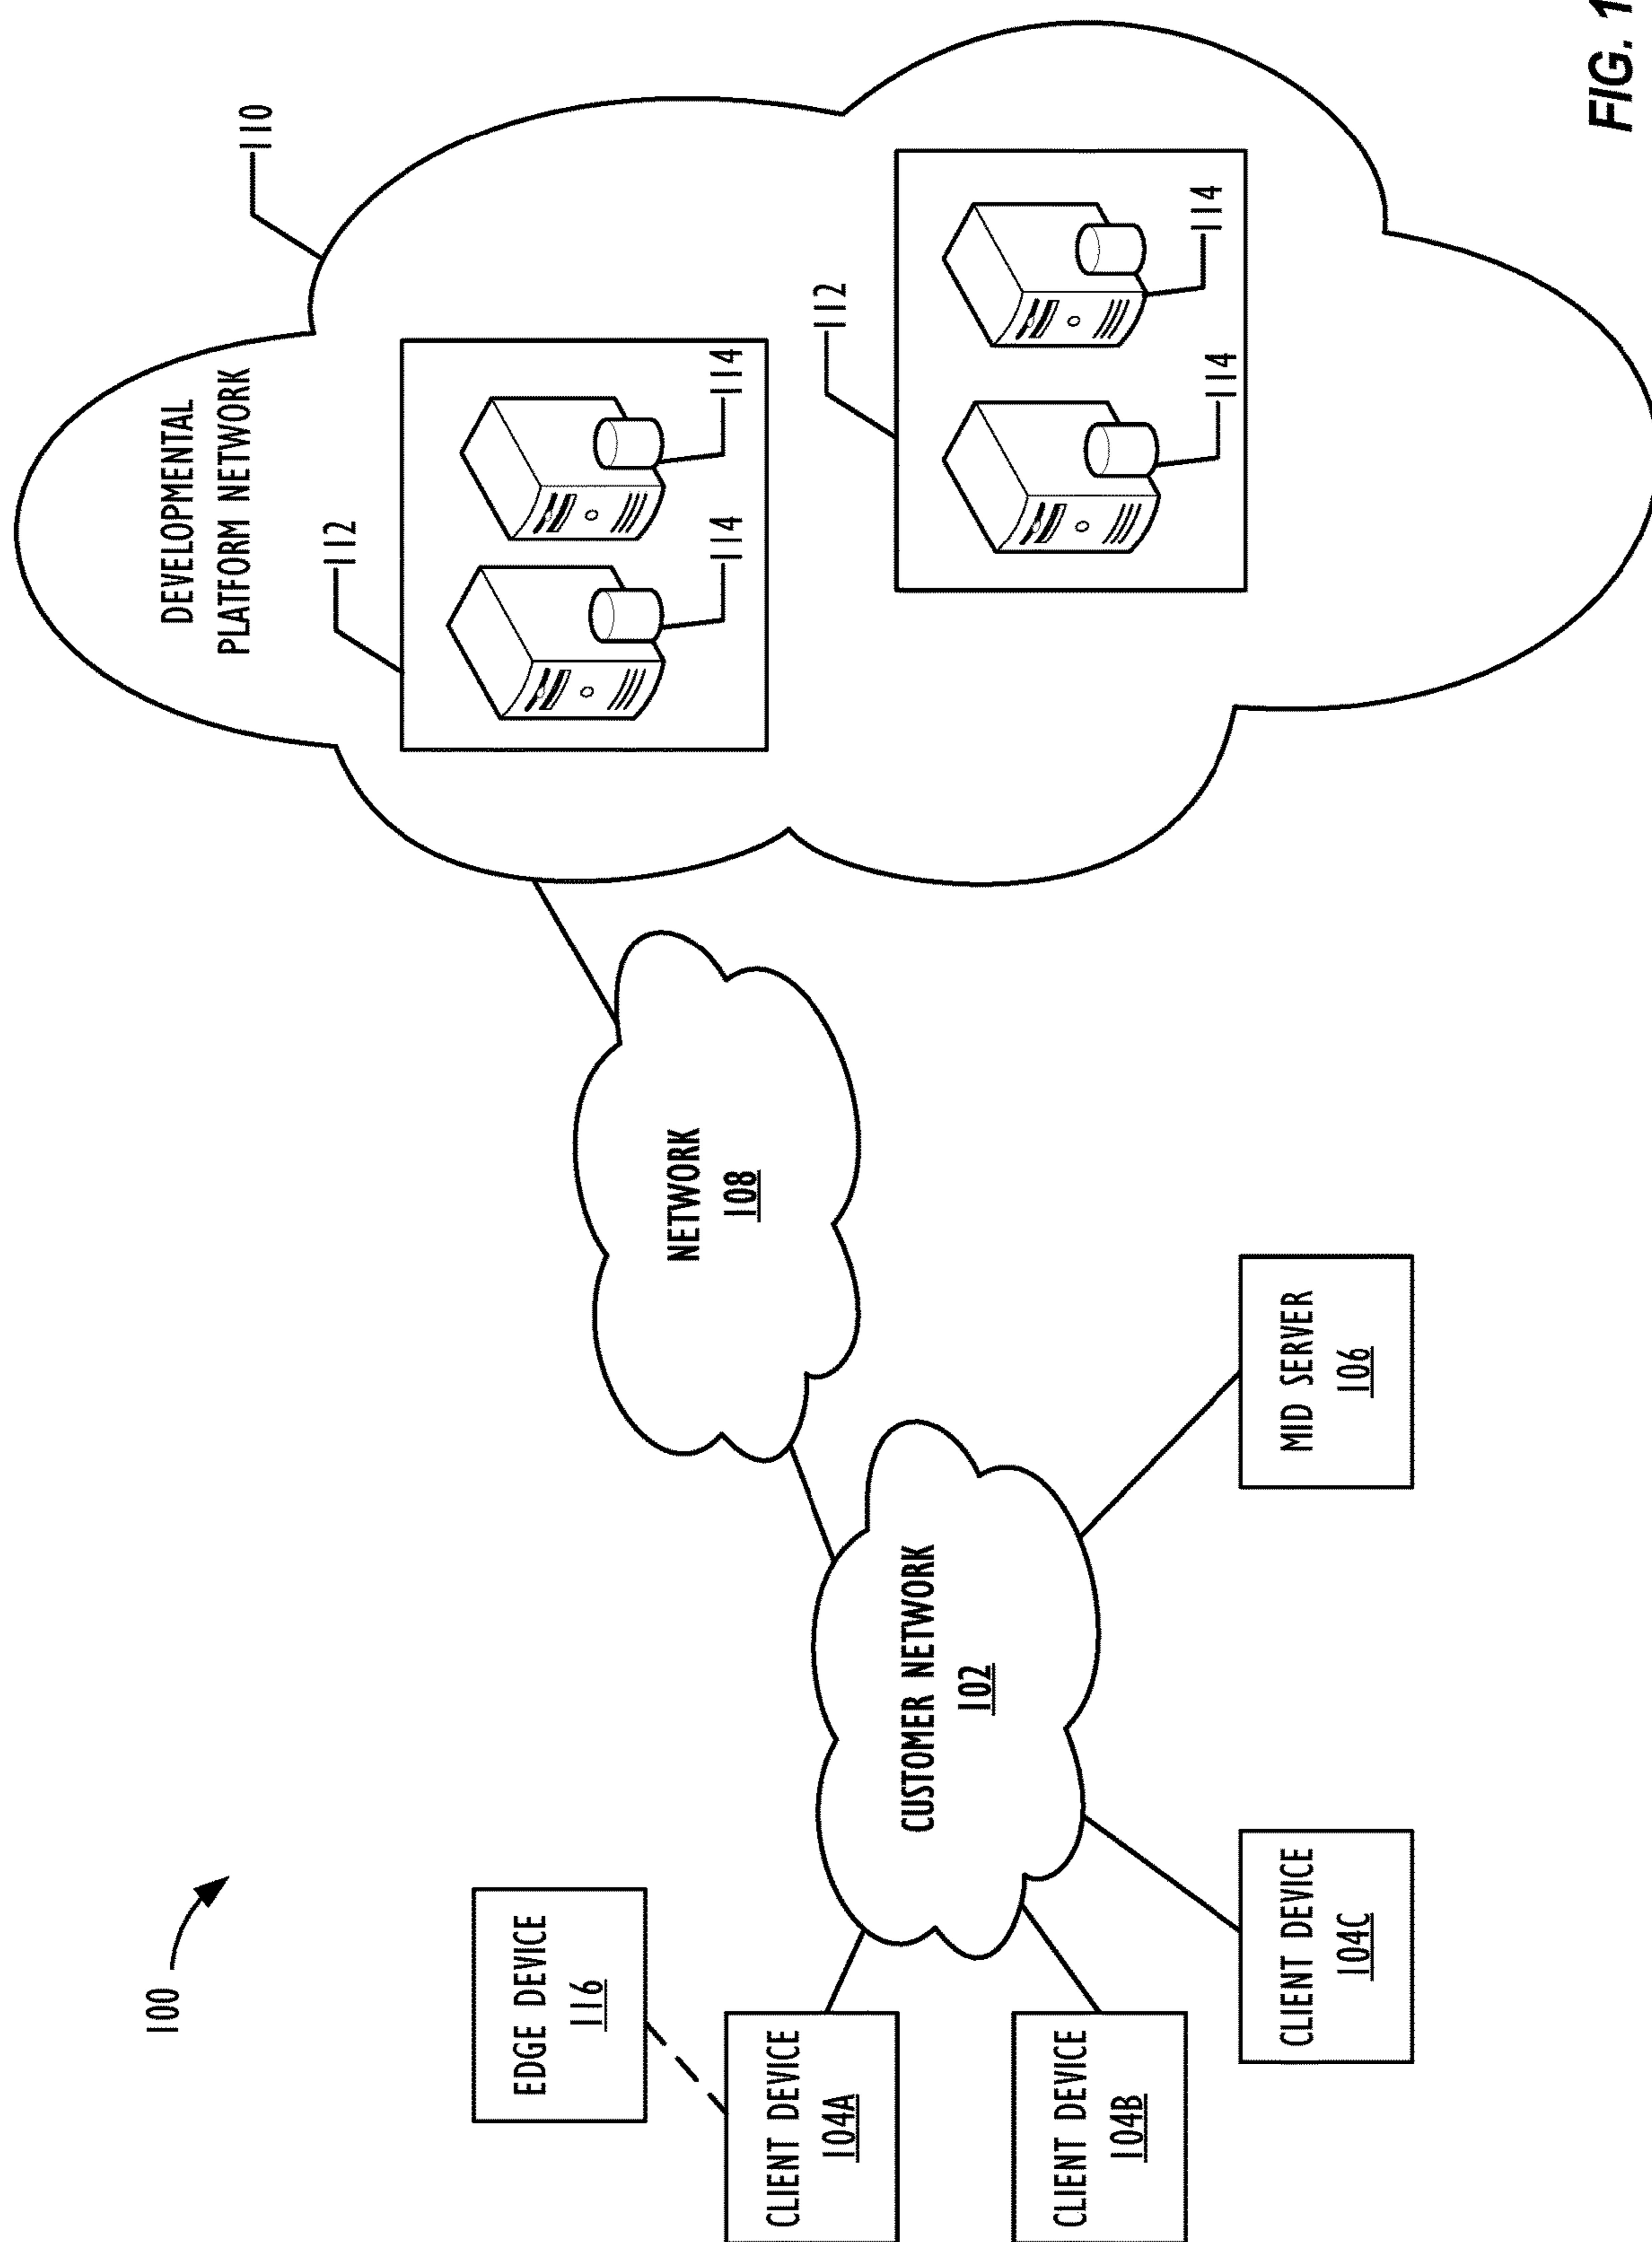 100
110
DEVELOPMENTAL
PLATFORM NETWORK
112
114
114
112
114
114
NETWORK
108
EDGE DEVICE
116
CUSTOMER NETWORK
102
CLIENT DEVICE
104A
CLIENT DEVICE
104B
CLIENT DEVICE
104C
MID SERVER
106
FIG. 1